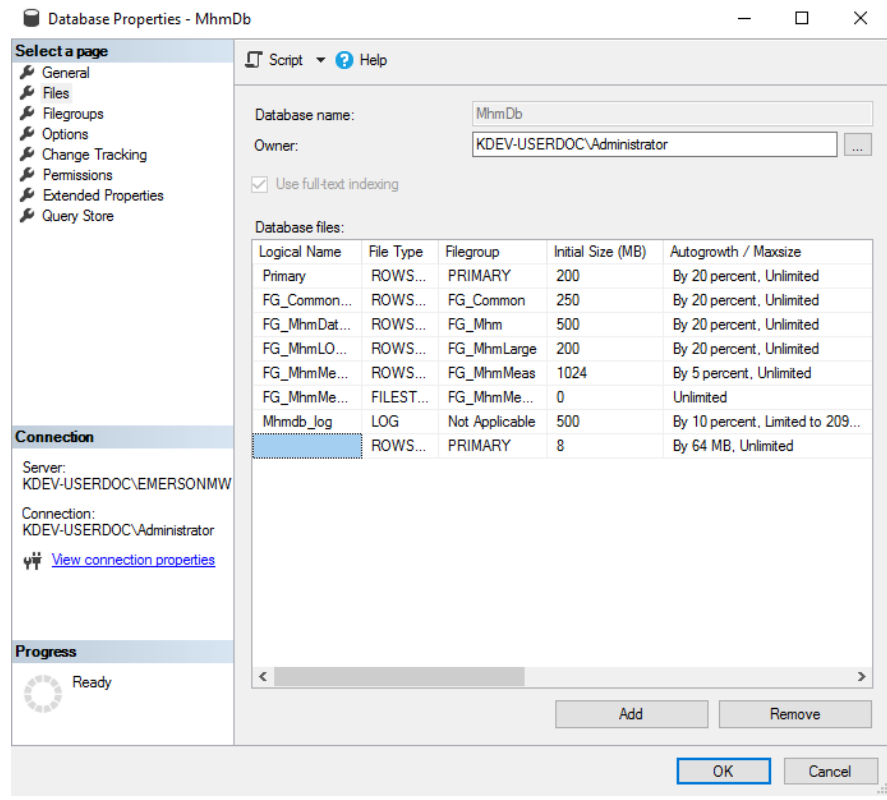 Database Properties - MhmDb
Select a page
General
Files
Filegroups
Options
Change Tracking
Permissions
Extended Properties
Query Store
Connection
Server:
KDEV-USERDOC\EMERSONMW
Connection:
KDEV-USERDOC\Administrator
View connection properties
Progress
Ready
Script Help
Database name: MhmDb
Owner: KDEV-USERDOC\Administrator ...
Use full-text indexing
Database files:
Logical Name File Type Filegroup Initial Size (MB) Autogrowth / Maxsize
Primary ROWS... PRIMARY 200 By 20 percent, Unlimited
FG_Common... ROWS... FG_Common 250 By 20 percent, Unlimited
FG_MhmDat... ROWS... FG_Mhm 500 By 20 percent, Unlimited
FG_MhmLO... ROWS... FG_MhmLarge 200 By 20 percent, Unlimited
FG_MhmMe... ROWS... FG_MhmMeas 1024 By 5 percent, Unlimited
FG_MhmMe... FILEST... FG_MhmMe... 0 Unlimited
Mhmdb_log LOG Not Applicable 500 By 10 percent, Limited to 209...
ROWS... PRIMARY 8 By 64 MB, Unlimited
Add Remove
OK Cancel